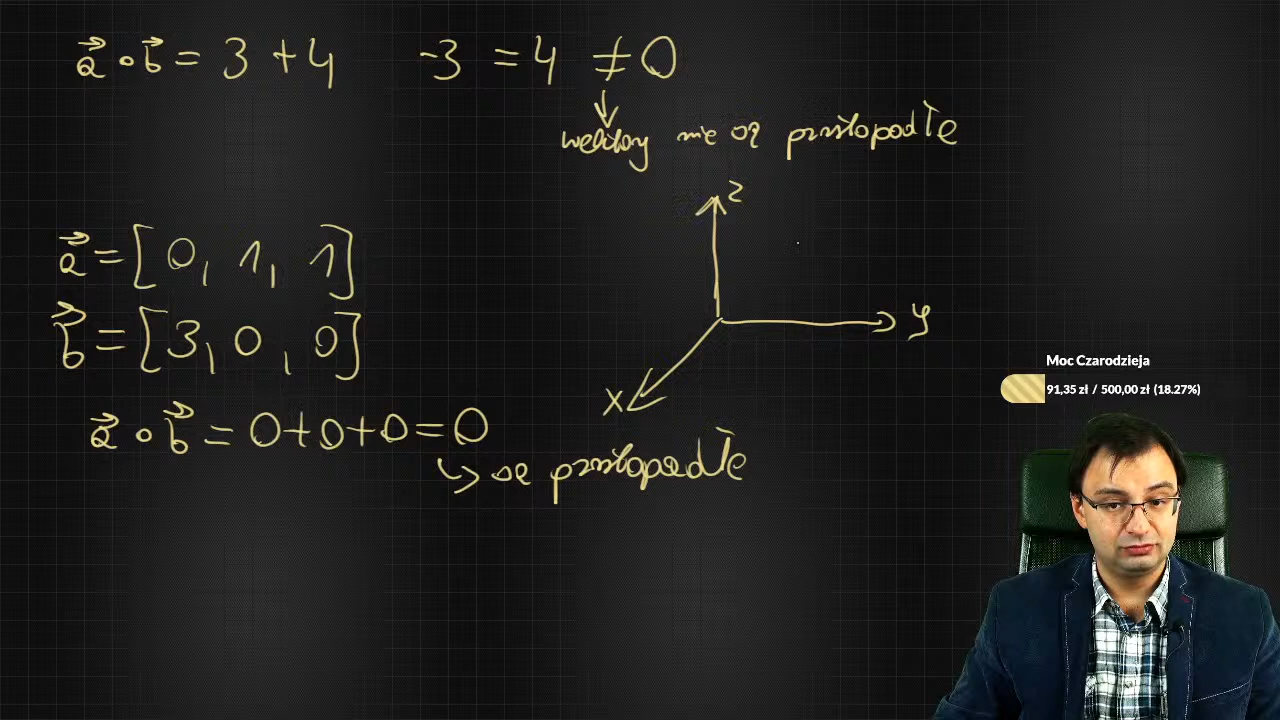 a⃗ ∘ b⃗ = 3 + 4 -3 = 4 ≠ 0
wektory nie są prostopadłe
z
a⃗ = [0, 1, 1]
b⃗ = [3, 0, 0]
y
x
a⃗ ∘ b⃗ = 0+0+0=0
↳ są prostopadłe
Moc Czarodzieja
91,35 zł / 500,00 zł (18.27%)